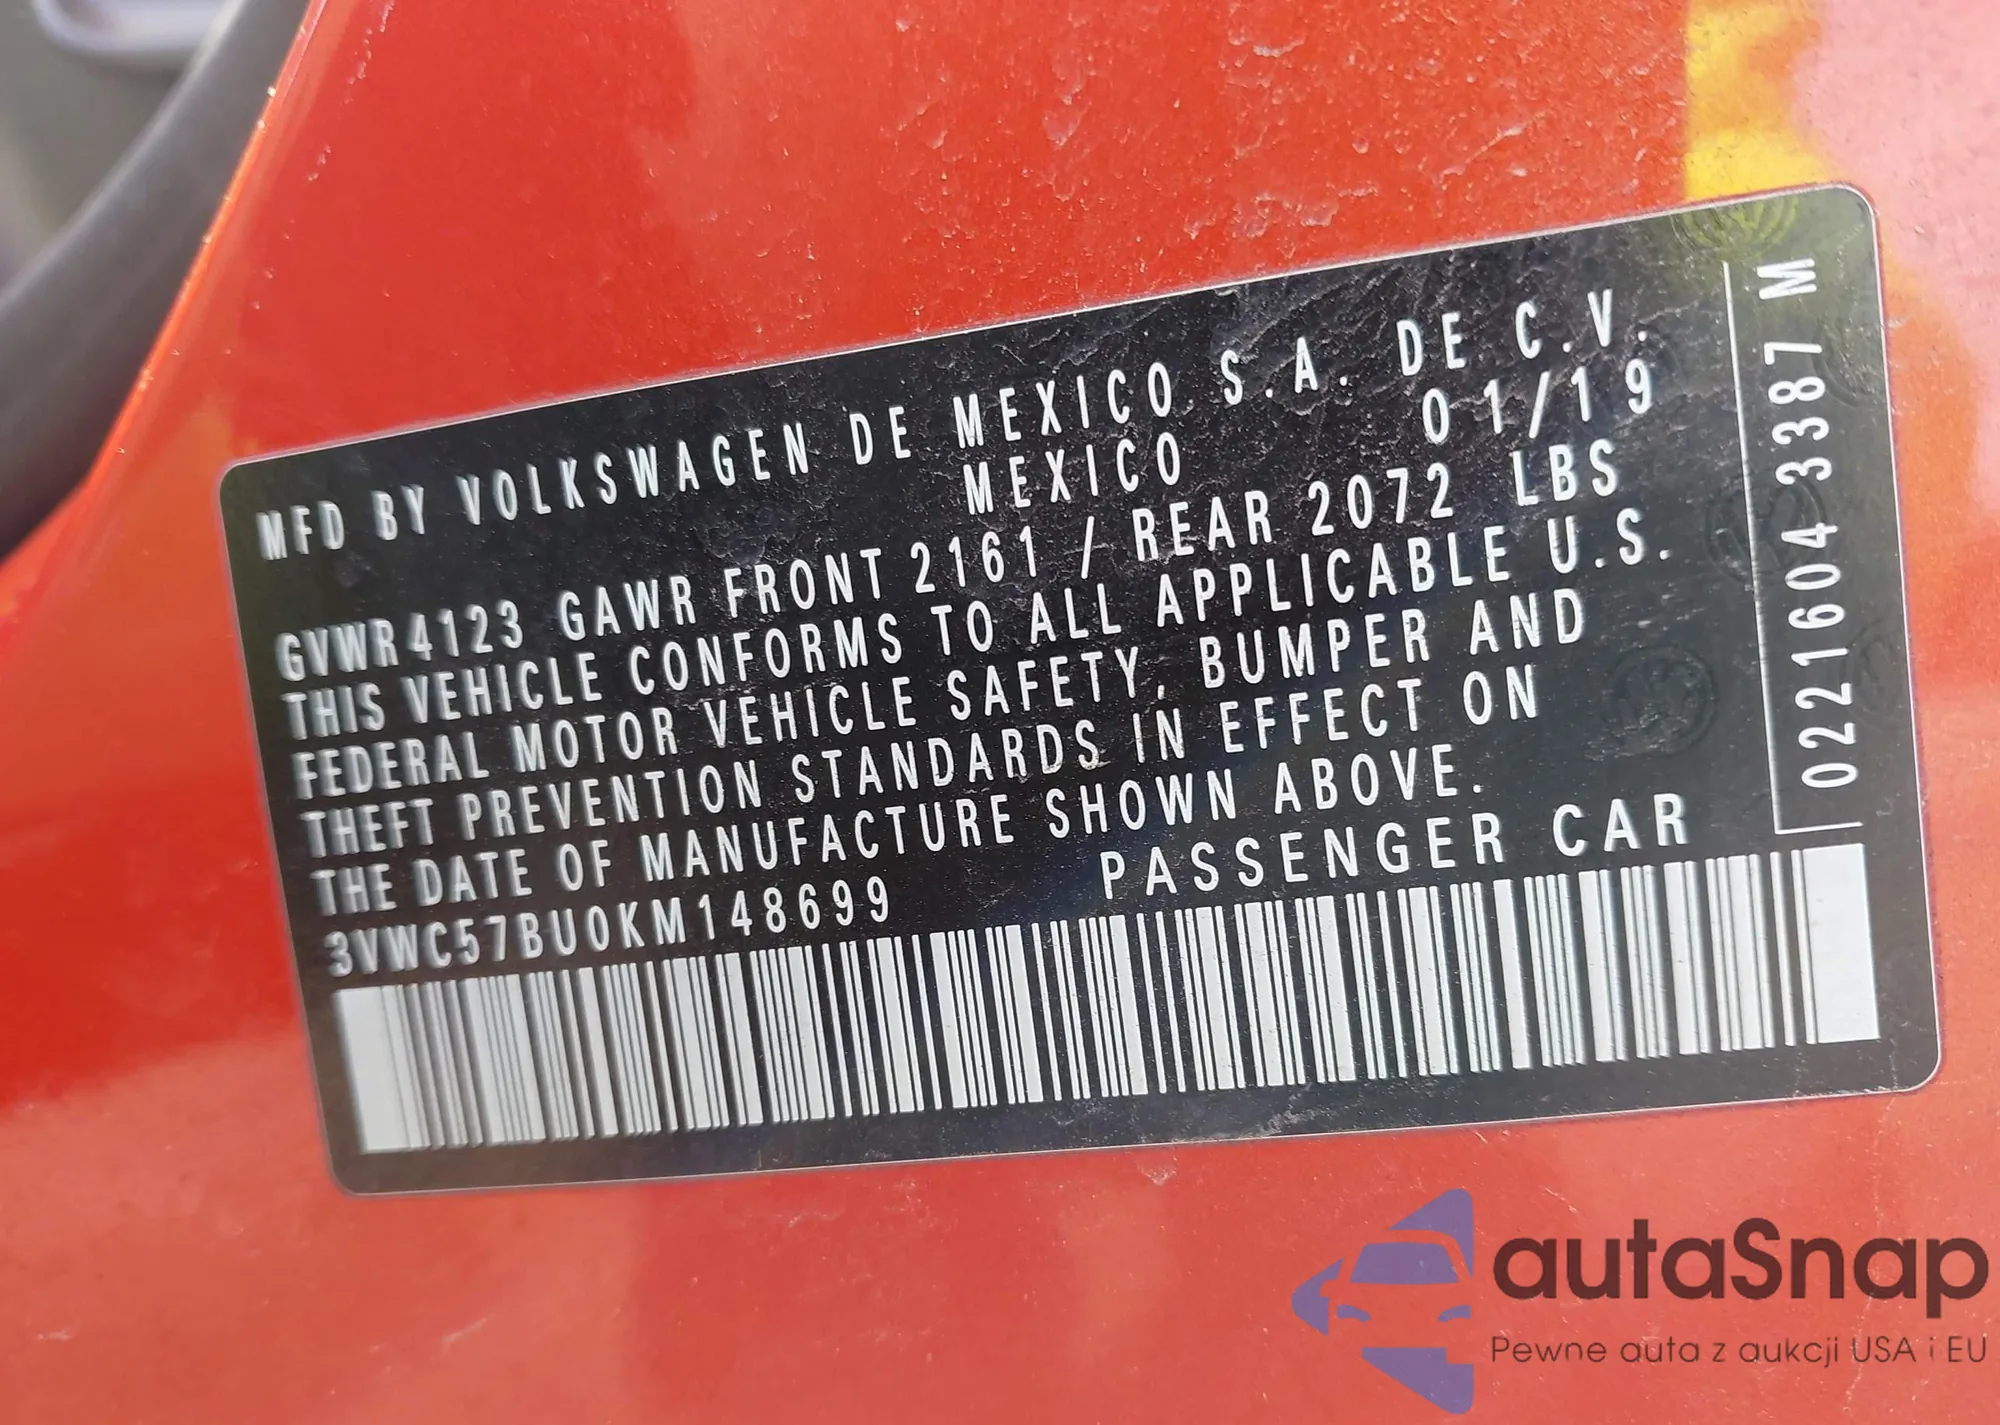 MFD BY VOLKSWAGEN DE MEXICO S.A. DE C.V.
MEXICO 01/19
GVWR 4123 GAWR FRONT 2161 / REAR 2072 LBS
THIS VEHICLE CONFORMS TO ALL APPLICABLE U.S.
FEDERAL MOTOR VEHICLE SAFETY, BUMPER AND
THEFT PREVENTION STANDARDS IN EFFECT ON
THE DATE OF MANUFACTURE SHOWN ABOVE.
3VWC57BU0KM148699 PASSENGER CAR
0221604 3387 M
autaSnap
Pewne auta z aukcji USA i EU